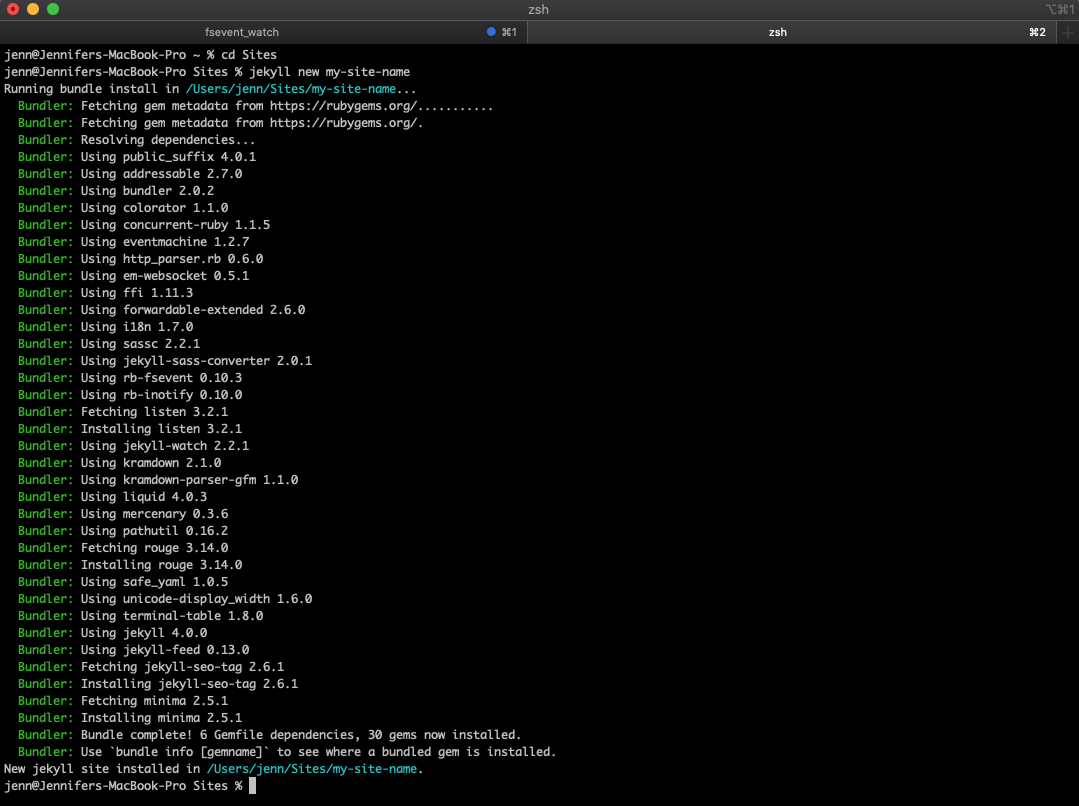 zsh
⌥⌘1
fsevent_watch
⌘1
zsh
⌘2
jenn@Jennifers-MacBook-Pro ~ % cd Sites
jenn@Jennifers-MacBook-Pro Sites % jekyll new my-site-name
Running bundle install in /Users/jenn/Sites/my-site-name...
  Bundler: Fetching gem metadata from https://rubygems.org/...........
  Bundler: Fetching gem metadata from https://rubygems.org/.
  Bundler: Resolving dependencies...
  Bundler: Using public_suffix 4.0.1
  Bundler: Using addressable 2.7.0
  Bundler: Using bundler 2.0.2
  Bundler: Using colorator 1.1.0
  Bundler: Using concurrent-ruby 1.1.5
  Bundler: Using eventmachine 1.2.7
  Bundler: Using http_parser.rb 0.6.0
  Bundler: Using em-websocket 0.5.1
  Bundler: Using ffi 1.11.3
  Bundler: Using forwardable-extended 2.6.0
  Bundler: Using i18n 1.7.0
  Bundler: Using sassc 2.2.1
  Bundler: Using jekyll-sass-converter 2.0.1
  Bundler: Using rb-fsevent 0.10.3
  Bundler: Using rb-inotify 0.10.0
  Bundler: Fetching listen 3.2.1
  Bundler: Installing listen 3.2.1
  Bundler: Using jekyll-watch 2.2.1
  Bundler: Using kramdown 2.1.0
  Bundler: Using kramdown-parser-gfm 1.1.0
  Bundler: Using liquid 4.0.3
  Bundler: Using mercenary 0.3.6
  Bundler: Using pathutil 0.16.2
  Bundler: Fetching rouge 3.14.0
  Bundler: Installing rouge 3.14.0
  Bundler: Using safe_yaml 1.0.5
  Bundler: Using unicode-display_width 1.6.0
  Bundler: Using terminal-table 1.8.0
  Bundler: Using jekyll 4.0.0
  Bundler: Using jekyll-feed 0.13.0
  Bundler: Fetching jekyll-seo-tag 2.6.1
  Bundler: Installing jekyll-seo-tag 2.6.1
  Bundler: Fetching minima 2.5.1
  Bundler: Installing minima 2.5.1
  Bundler: Bundle complete! 6 Gemfile dependencies, 30 gems now installed.
  Bundler: Use `bundle info [gemname]` to see where a bundled gem is installed.
New jekyll site installed in /Users/jenn/Sites/my-site-name.
jenn@Jennifers-MacBook-Pro Sites %